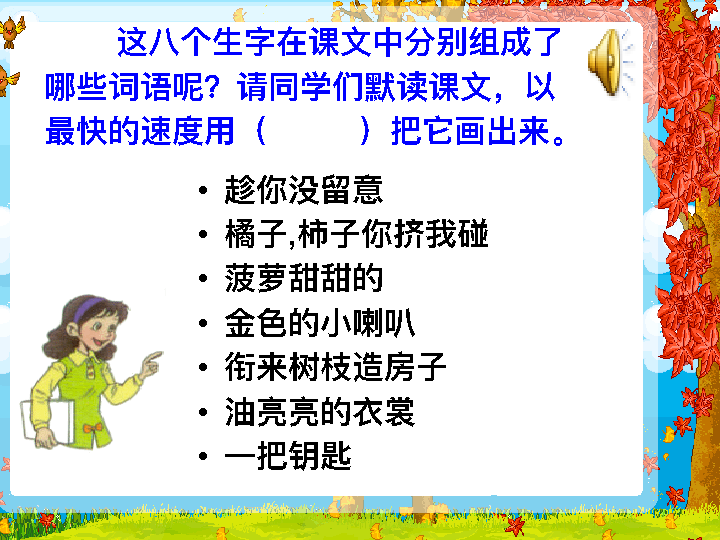 这八个生字在课文中分别组成了
哪些词语呢？请同学们默读课文，以
最快的速度用（　　　）把它画出来。
• 趁你没留意
• 橘子,柿子你挤我碰
• 菠萝甜甜的
• 金色的小喇叭
• 衔来树枝造房子
• 油亮亮的衣裳
• 一把钥匙